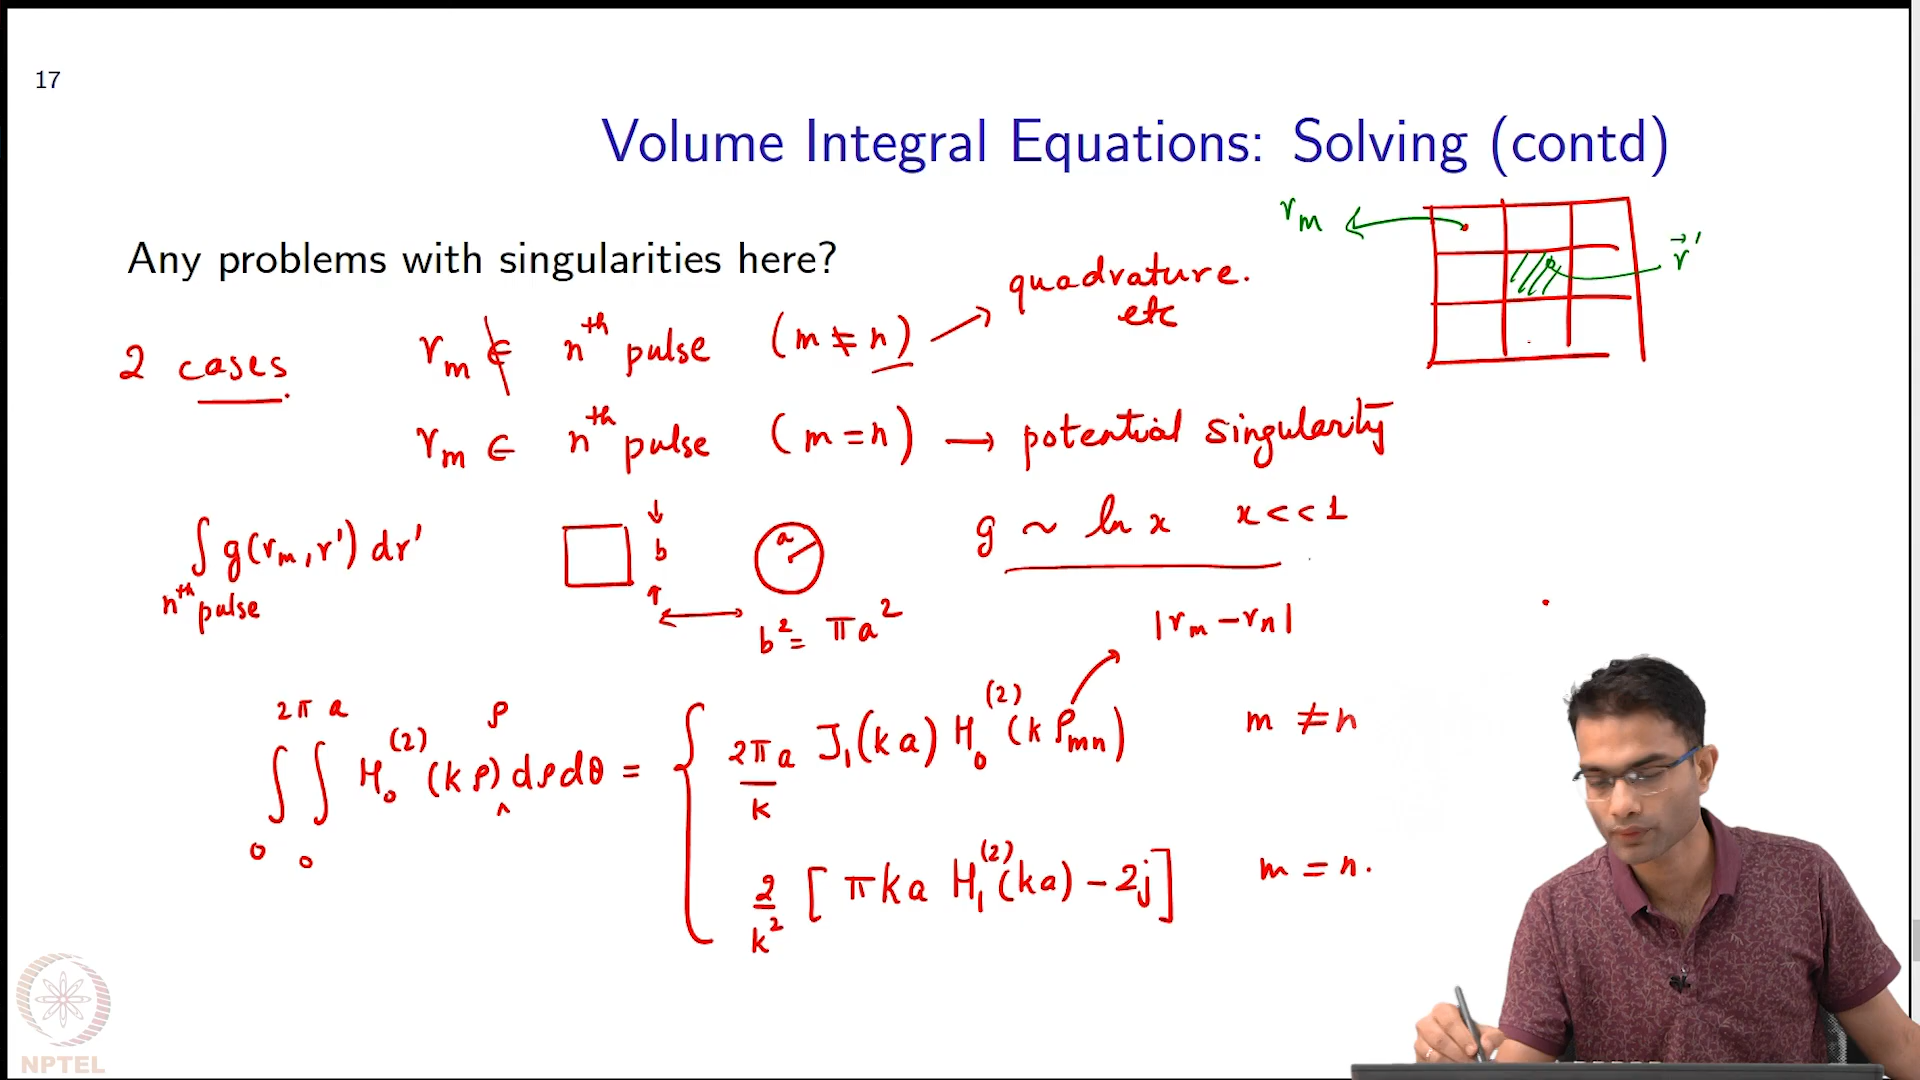 17
Volume Integral Equations: Solving (contd)
Any problems with singularities here?
r_m
r⃗'
2 cases.
r_m ∉ n^th pulse (m ≠ n) → quadrature. etc
r_m ∈ n^th pulse (m = n) → potential singularity
∫ g(r_m, r') dr'
n^th pulse
b
a
b² = πa²
g ~ ln x x << 1
|r_m - r_n|
∫_0^{2π} ∫_0^a H_0^(2)(kρ) ρ dρ dθ = { 2πa/k J_1(ka) H_0^(2)(kρ_mn) m ≠ n
2/k² [πka H_1^(2)(ka) - 2j] m = n.
NPTEL